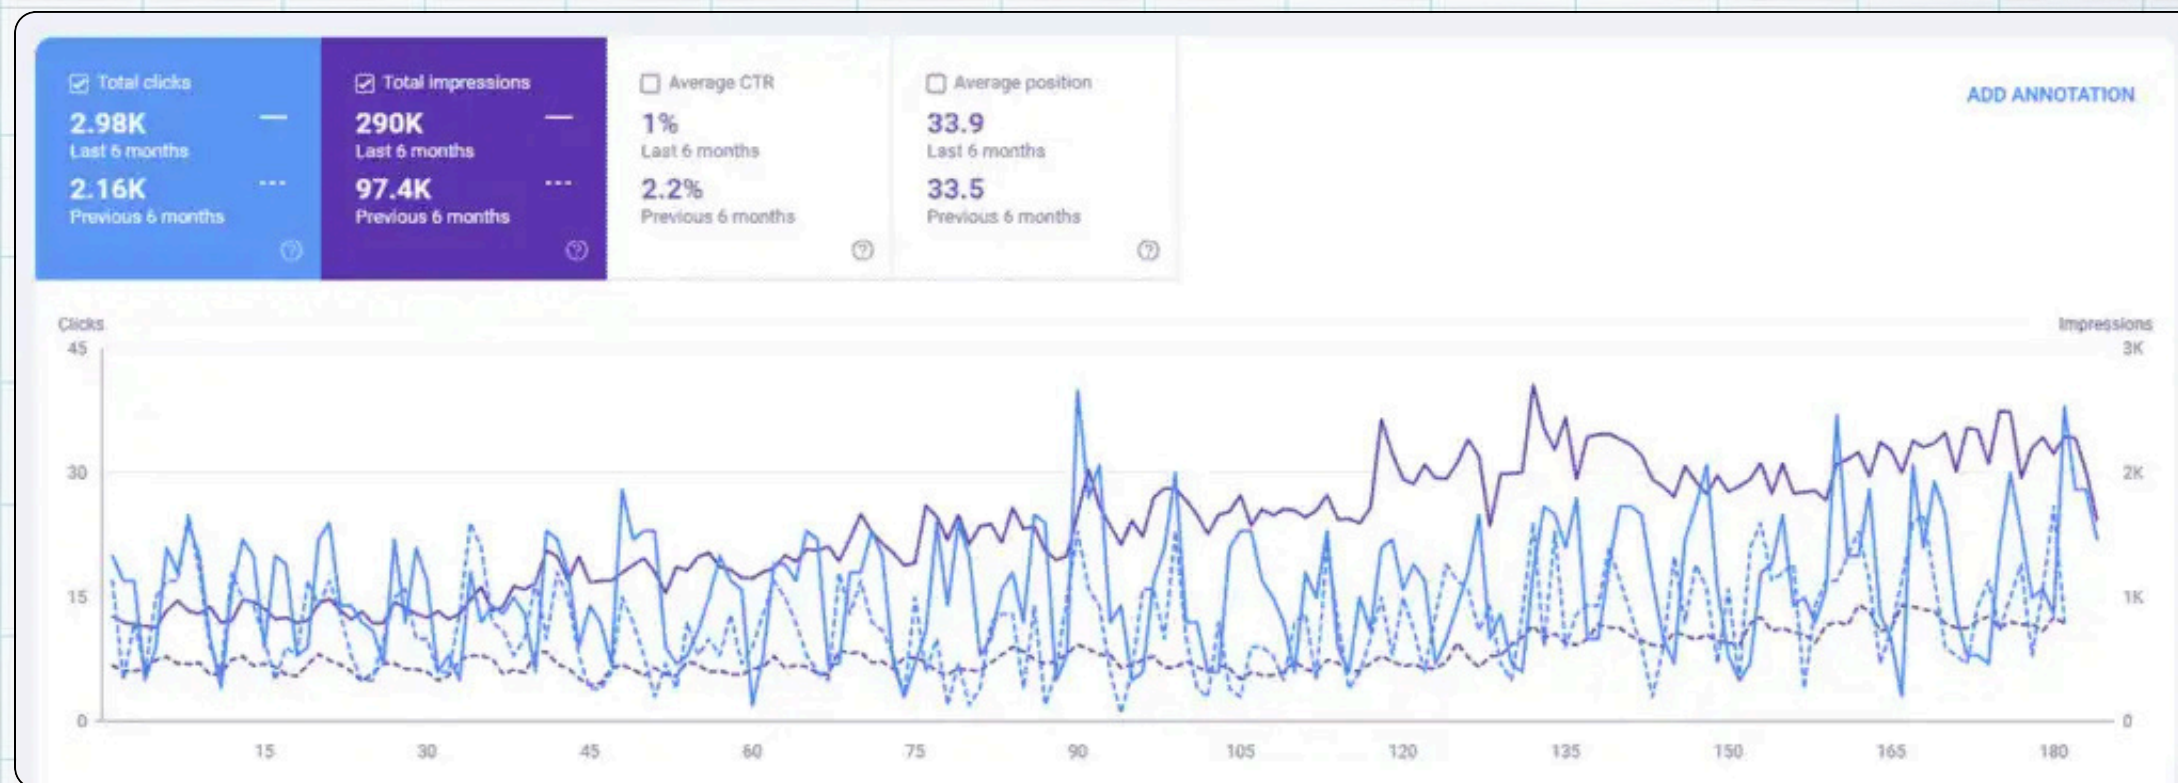 Total clicks
2.98K
Last 6 months
2.16K
Previous 6 months
Total impressions
290K
Last 6 months
97.4K
Previous 6 months
Average CTR
1%
Last 6 months
2.2%
Previous 6 months
Average position
33.9
Last 6 months
33.5
Previous 6 months
ADD ANNOTATION
Clicks
Impressions
45
3K
30
2K
15
1K
0
0
15 30 45 60 75 90 105 120 135 150 165 180